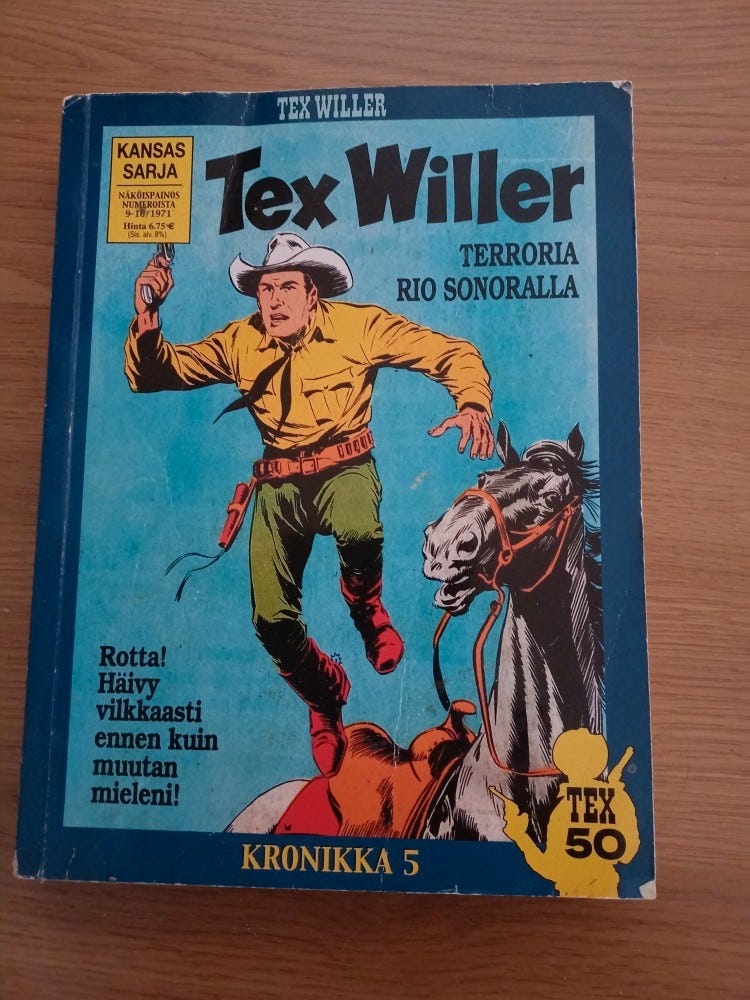 TEX WILLER
KANSAS
SARJA
NÄKÖISPAINOS
NUMEROISTA
9-10/1971
Hinta 6.75 €
(Sis. alv. 8%)
Tex Willer
TERRORIA
RIO SONORALLA
Rotta!
Häivy
vilkkaasti
ennen kuin
muutan
mieleni!
TEX
50
KRONIKKA 5